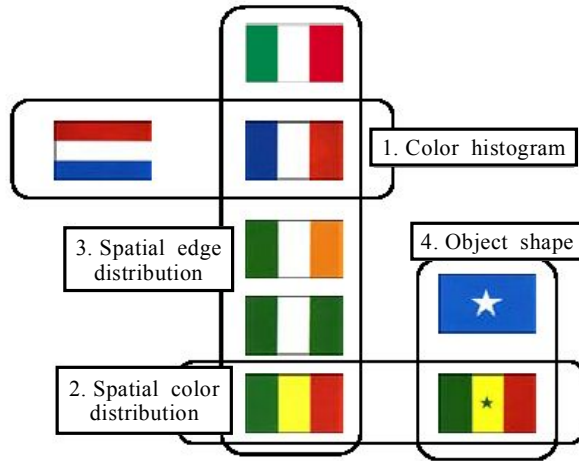 1. Color histogram
3. Spatial edge
distribution
4. Object shape
2. Spatial color
distribution